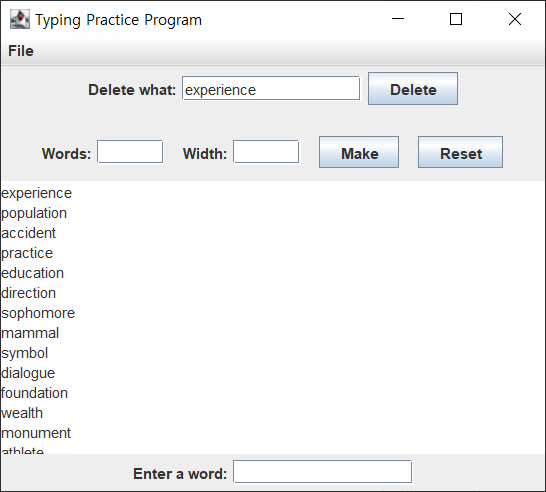 Typing Practice Program
File
Delete what: experience Delete
Words: Width: Make Reset
experience
population
accident
practice
education
direction
sophomore
mammal
symbol
dialogue
foundation
wealth
monument
athlete
Enter a word: